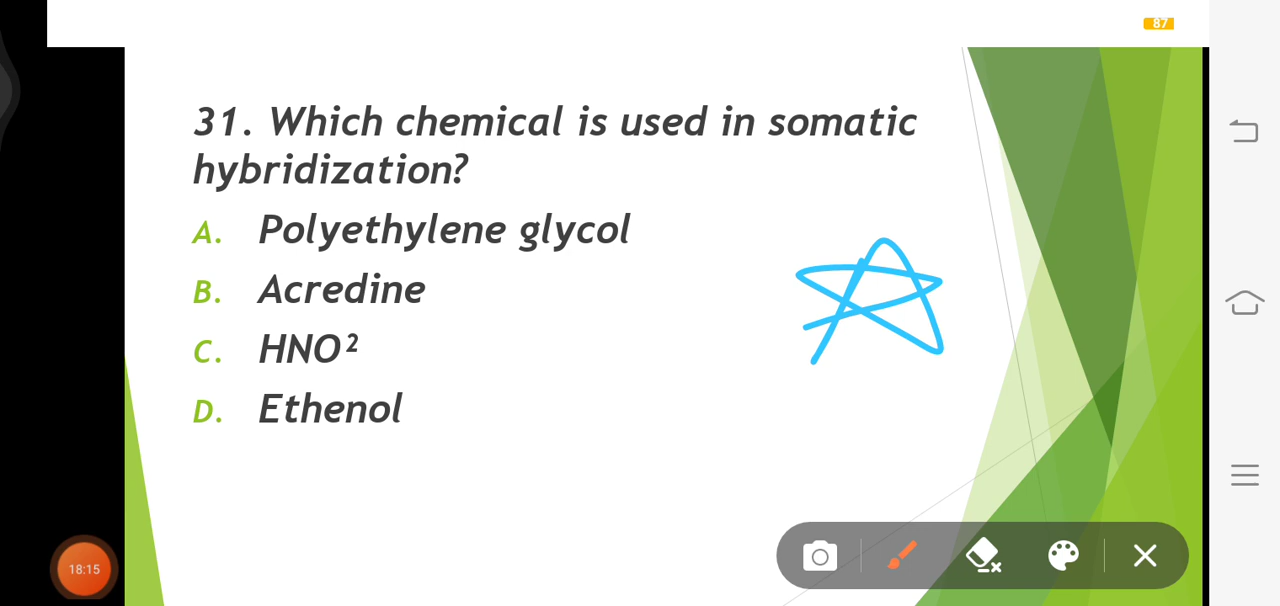 87
31. Which chemical is used in somatic
hybridization?
A. Polyethylene glycol
B. Acredine
C. HNO²
D. Ethenol
18:15